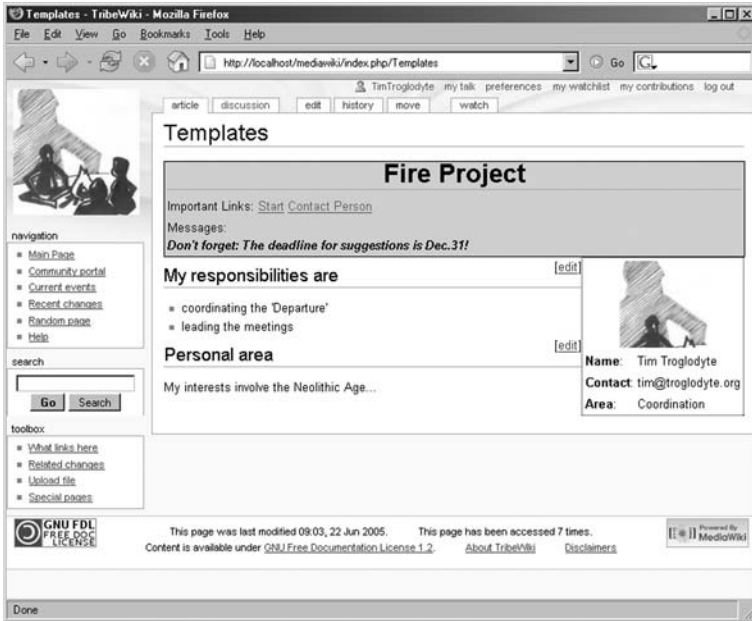 Templates - TribeWiki - Mozilla Firefox
File Edit View Go Bookmarks Tools Help
http://localhost/mediawiki/index.php/Templates Go G
TimTroglodyte my talk preferences my watchlist my contributions log out
article discussion edit history move watch
Templates
Fire Project
Important Links: Start Contact Person
Messages:
Don't forget: The deadline for suggestions is Dec.31!
navigation
Main Page
Community portal
Current events
Recent changes
Random page
Help
search
Go Search
toolbox
What links here
Related changes
Upload file
Special pages
[edit]
My responsibilities are
coordinating the 'Departure'
leading the meetings
[edit]
Personal area
My interests involve the Neolithic Age...
Name: Tim Troglodyte
Contact: tim@troglodyte.org
Area: Coordination
GNU FDL
FREE DOC
LICENSE
This page was last modified 09:03, 22 Jun 2005. This page has been accessed 7 times.
Content is available under GNU Free Documentation License 1.2. About TribeWiki Disclaimers
Powered By
MediaWiki
Done